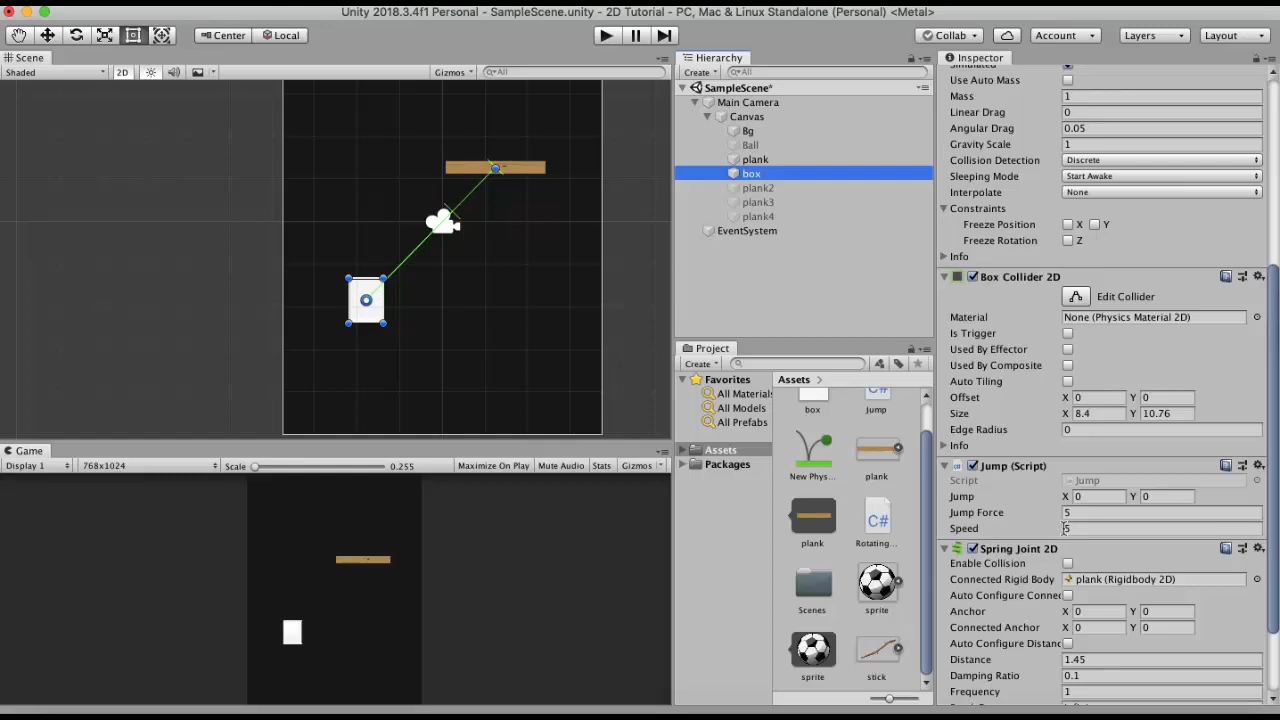 Unity 2018.3.4f1 Personal - SampleScene.unity - 2D Tutorial - PC, Mac & Linux Standalone (Personal) <Metal>
Center Local Collab Account Layers Layout
Scene
Shaded 2D Gizmos All
Hierarchy
Create All
SampleScene*
Main Camera
Canvas
Bg
Ball
plank
box
plank2
plank3
plank4
EventSystem
Inspector
Use Auto Mass
Mass 1
Linear Drag 0
Angular Drag 0.05
Gravity Scale 1
Collision Detection Discrete
Sleeping Mode Start Awake
Interpolate None
Constraints
Freeze Position X Y
Freeze Rotation Z
Info
Box Collider 2D
Edit Collider
Material None (Physics Material 2D)
Is Trigger
Used By Effector
Used By Composite
Auto Tiling
Offset X 0 Y 0
Size X 8.4 Y 10.76
Edge Radius 0
Info
Jump (Script)
Script Jump
Jump X 0 Y 0
Jump Force 5
Speed 5
Spring Joint 2D
Enable Collision
Connected Rigid Body plank (Rigidbody 2D)
Auto Configure Connec
Anchor X 0 Y 0
Connected Anchor X 0 Y 0
Auto Configure Distanc
Distance 1.45
Damping Ratio 0.1
Frequency 1
Project
Create
Favorites
All Materials
All Models
All Prefabs
Assets
Packages
Assets
box jump
New Phys... plank
C#
plank Rotating...
Scenes sprite
sprite stick
Game
Display 1 768x1024 Scale 0.255 Maximize On Play Mute Audio Stats Gizmos